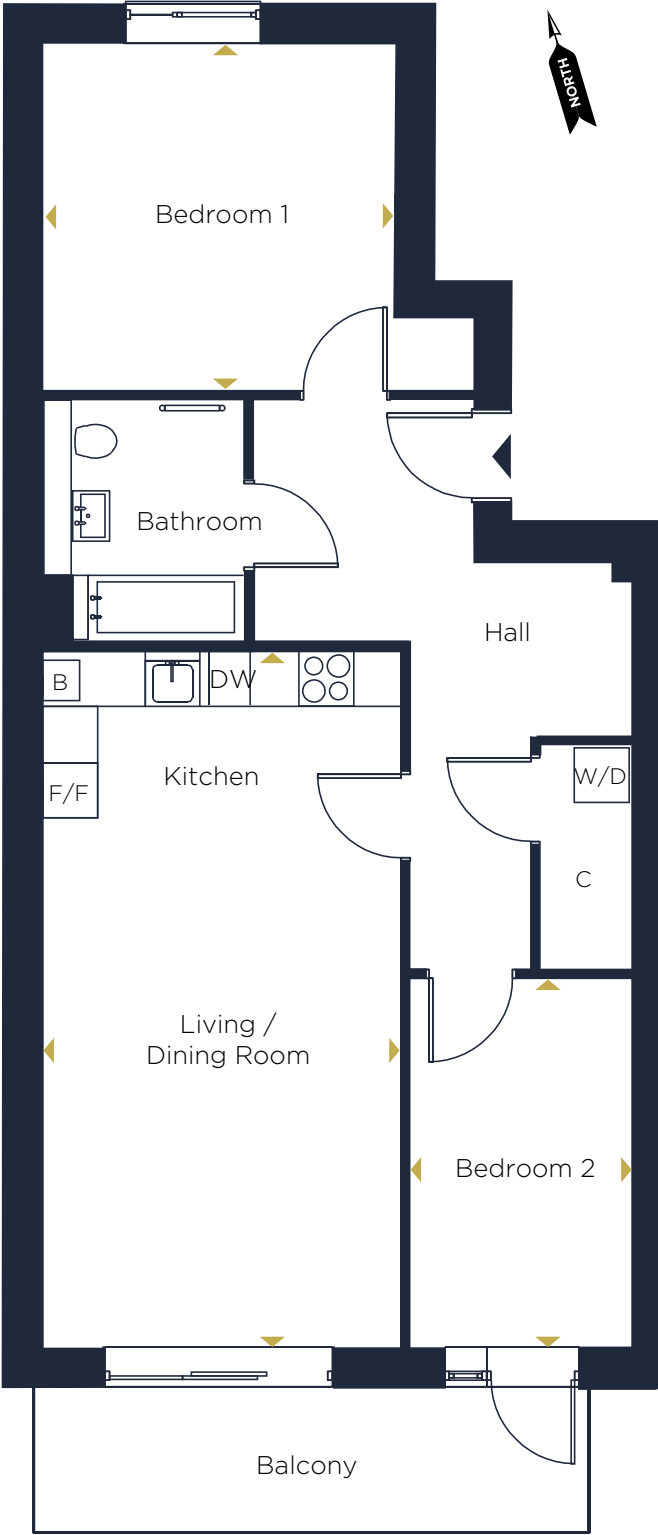 NORTH
Bedroom 1
Bathroom
Hall
B
DW
Kitchen
W/D
F/F
C
Living /
Dining Room
Bedroom 2
Balcony